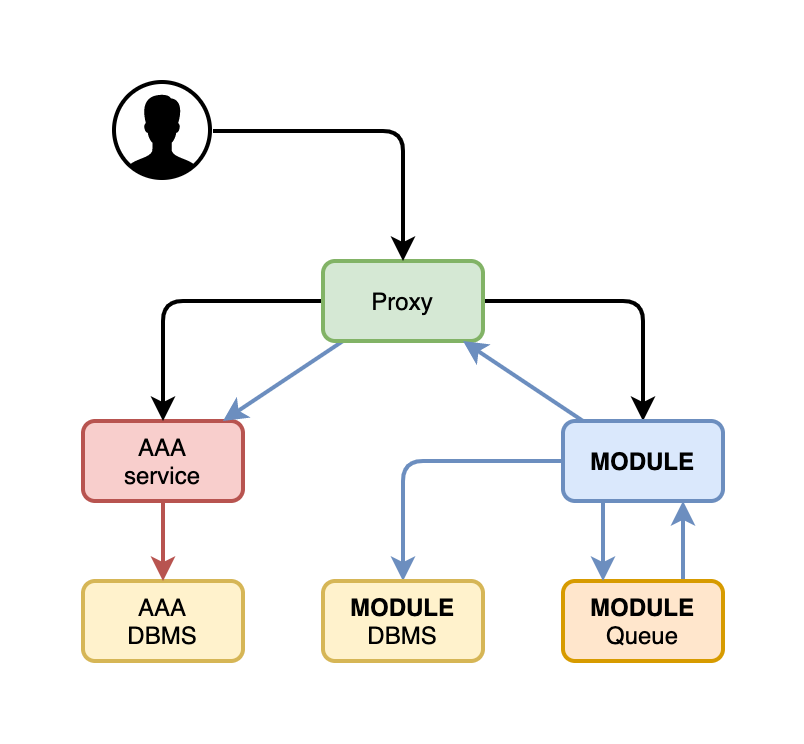 Proxy
AAA
service
MODULE
AAA
DBMS
MODULE
DBMS
MODULE
Queue